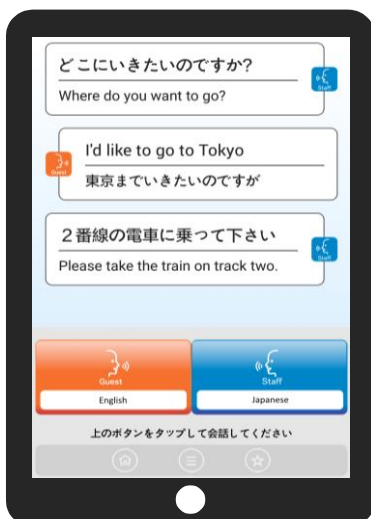 どこにいきたいのですか?
Where do you want to go?
Staff
I'd like to go to Tokyo
Guest
東京までいきたいのですが
２番線の電車に乗って下さい
Please take the train on track two.
Staff
Guest
Staff
English
Japanese
上のボタンをタップして会話してください